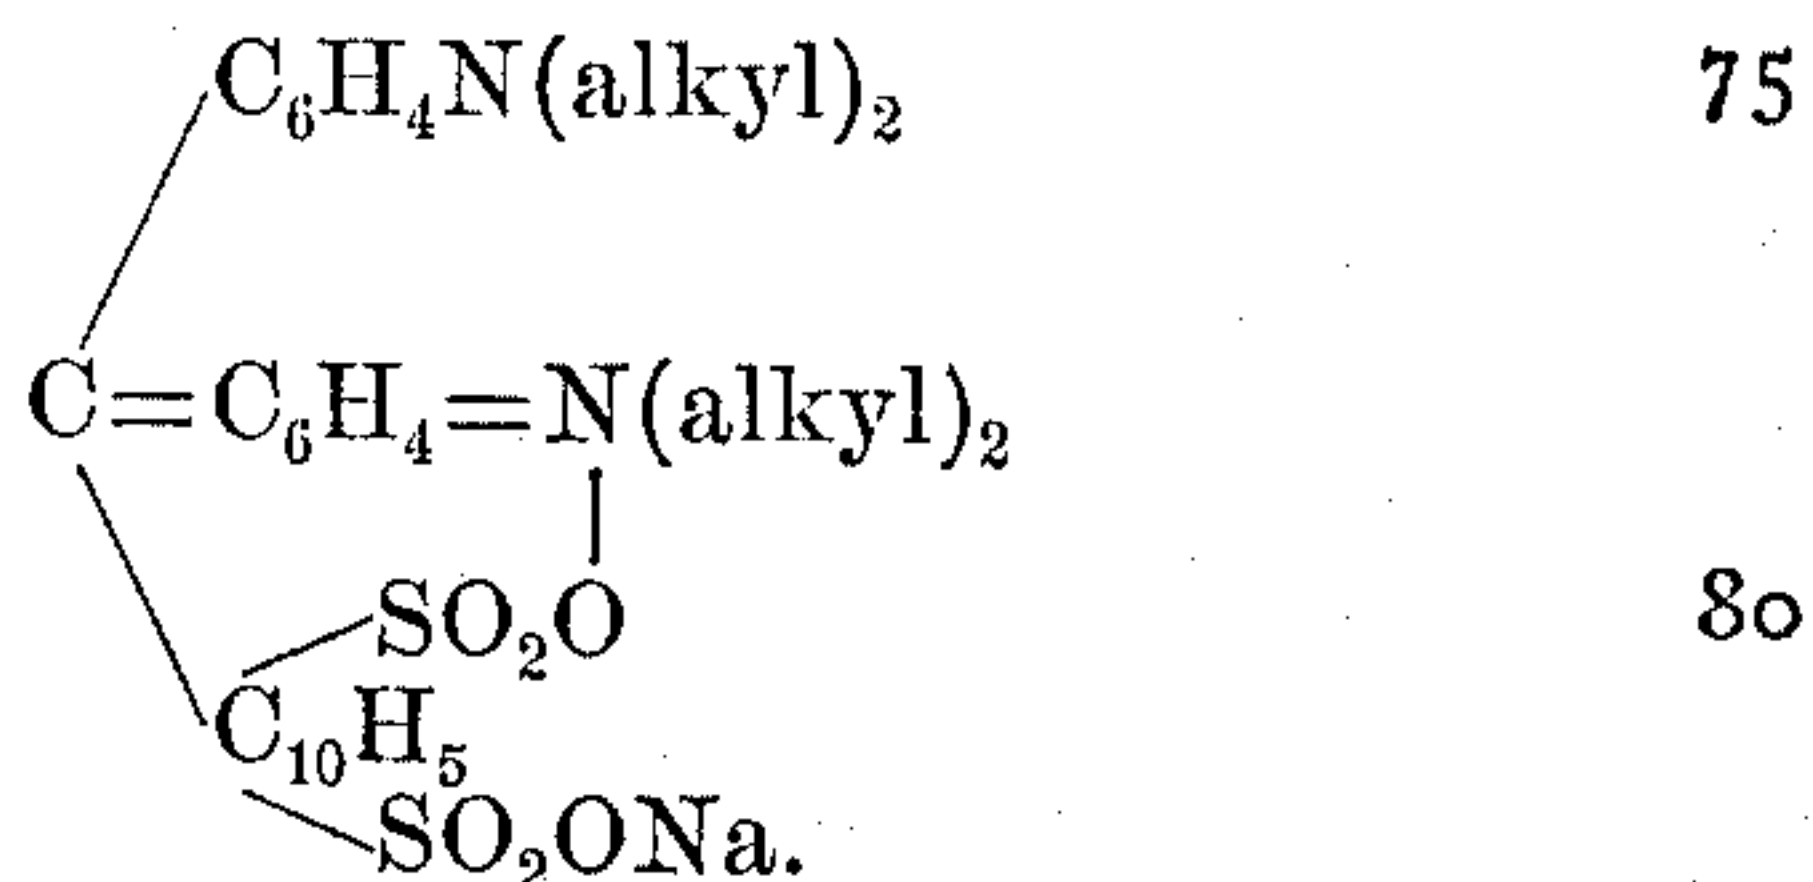 C₆H₄N(alkyl)₂ 75
C=C₆H₄=N(alkyl)₂
SO₂O 80
C₁₀H₅
SO₂ONa.